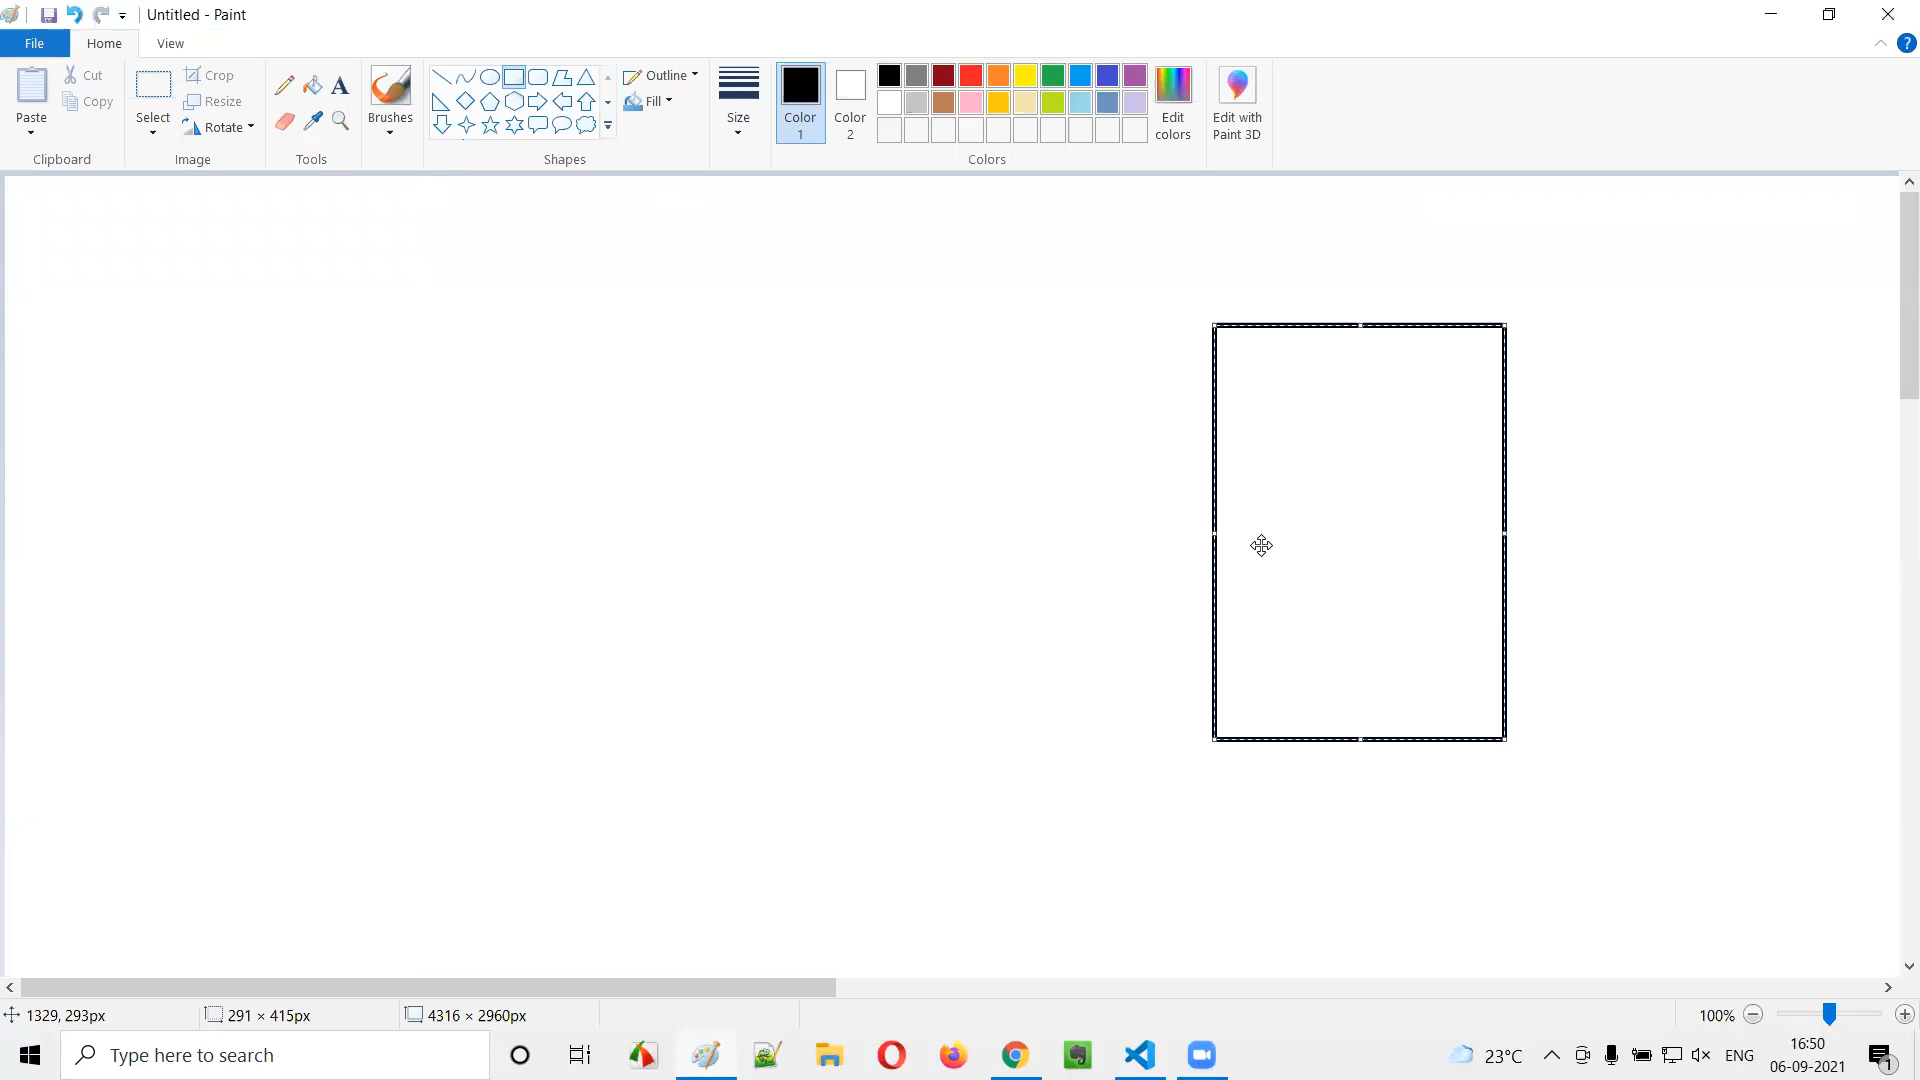 Untitled - Paint
File Home View
Paste
Cut
Copy
Clipboard
Select
Crop
Resize
Rotate
Image
A
Tools
Brushes
Shapes
Outline
Fill
Size
Color 1
Color 2
Colors
Edit colors
Edit with Paint 3D
?
1329, 293px
291 × 415px
4316 × 2960px
100%
Type here to search
23°C
ENG
16:50
06-09-2021
1